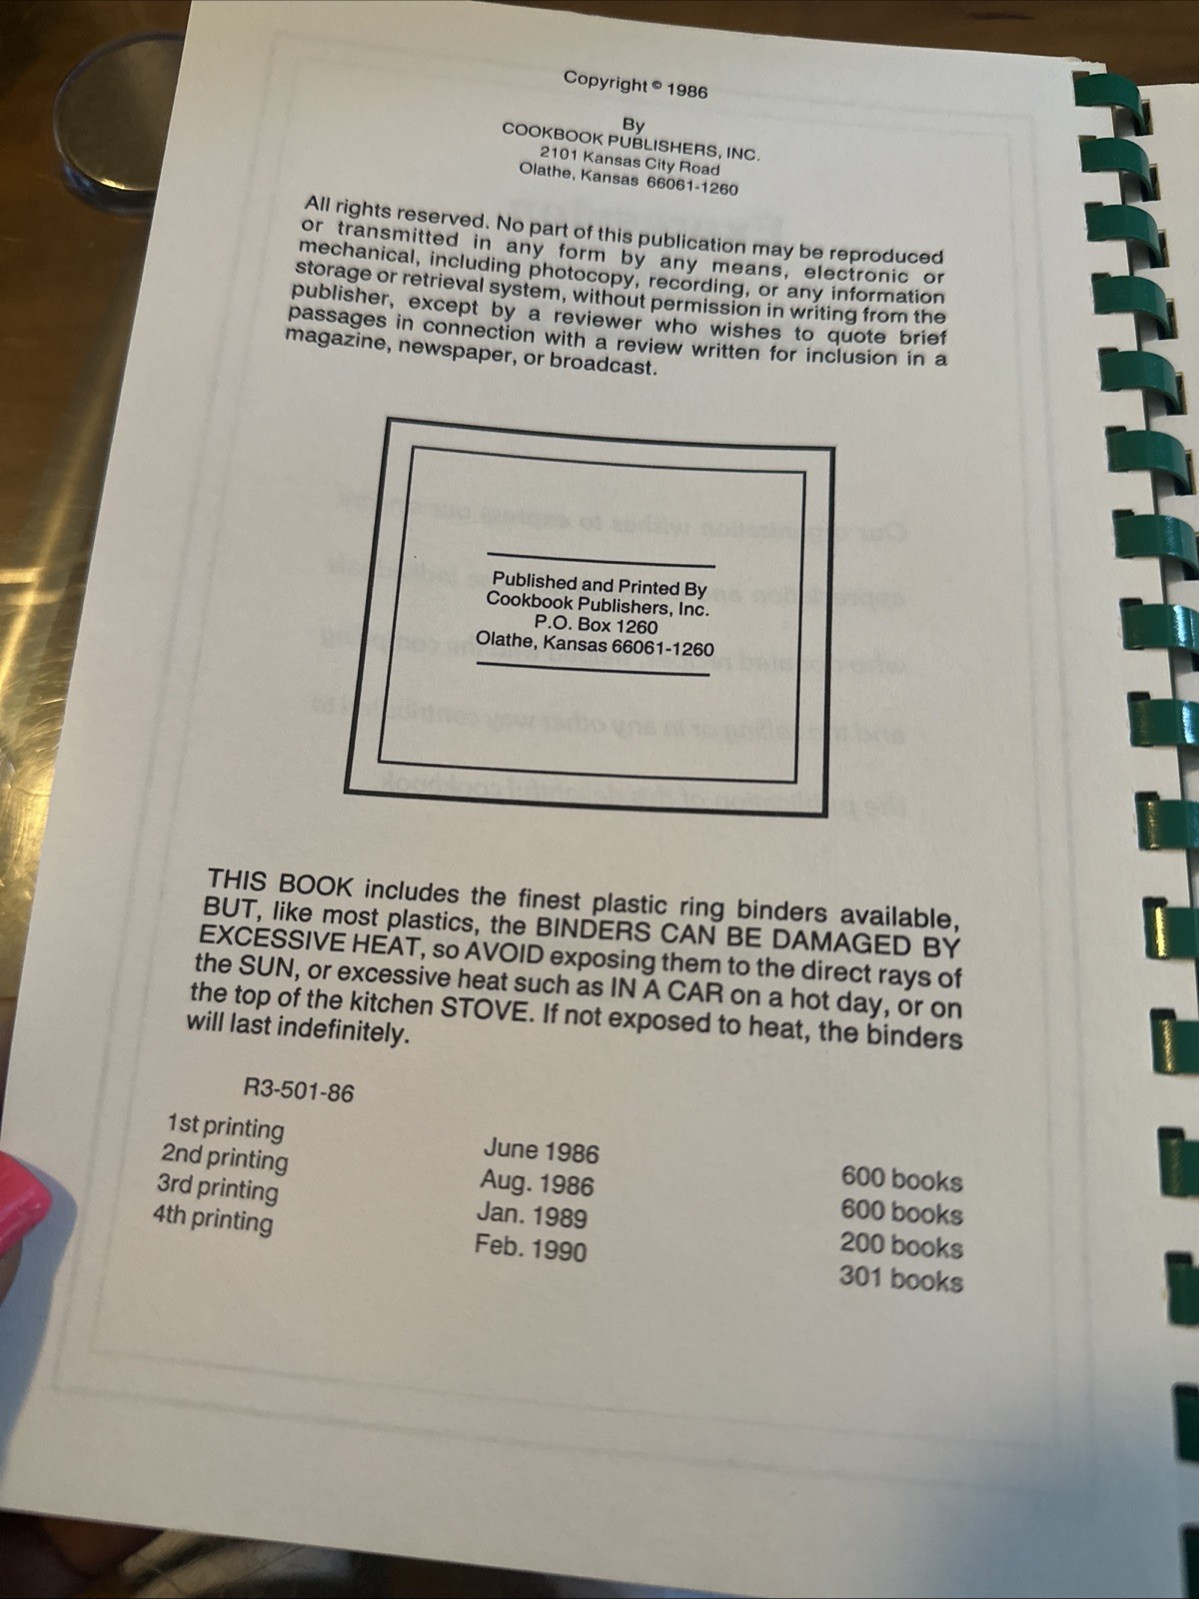 Copyright © 1986
By
COOKBOOK PUBLISHERS, INC.
2101 Kansas City Road
Olathe, Kansas 66061-1260
All rights reserved. No part of this publication may be reproduced
or transmitted in any form by any means, electronic or
mechanical, including photocopy, recording, or any information
storage or retrieval system, without permission in writing from the
publisher, except by a reviewer who wishes to quote brief
passages in connection with a review written for inclusion in a
magazine, newspaper, or broadcast.
Published and Printed By
Cookbook Publishers, Inc.
P.O. Box 1260
Olathe, Kansas 66061-1260
THIS BOOK includes the finest plastic ring binders available,
BUT, like most plastics, the BINDERS CAN BE DAMAGED BY
EXCESSIVE HEAT, so AVOID exposing them to the direct rays of
the SUN, or excessive heat such as IN A CAR on a hot day, or on
the top of the kitchen STOVE. If not exposed to heat, the binders
will last indefinitely.
R3-501-86
1st printing June 1986 600 books
2nd printing Aug. 1986 600 books
3rd printing Jan. 1989 200 books
4th printing Feb. 1990 301 books